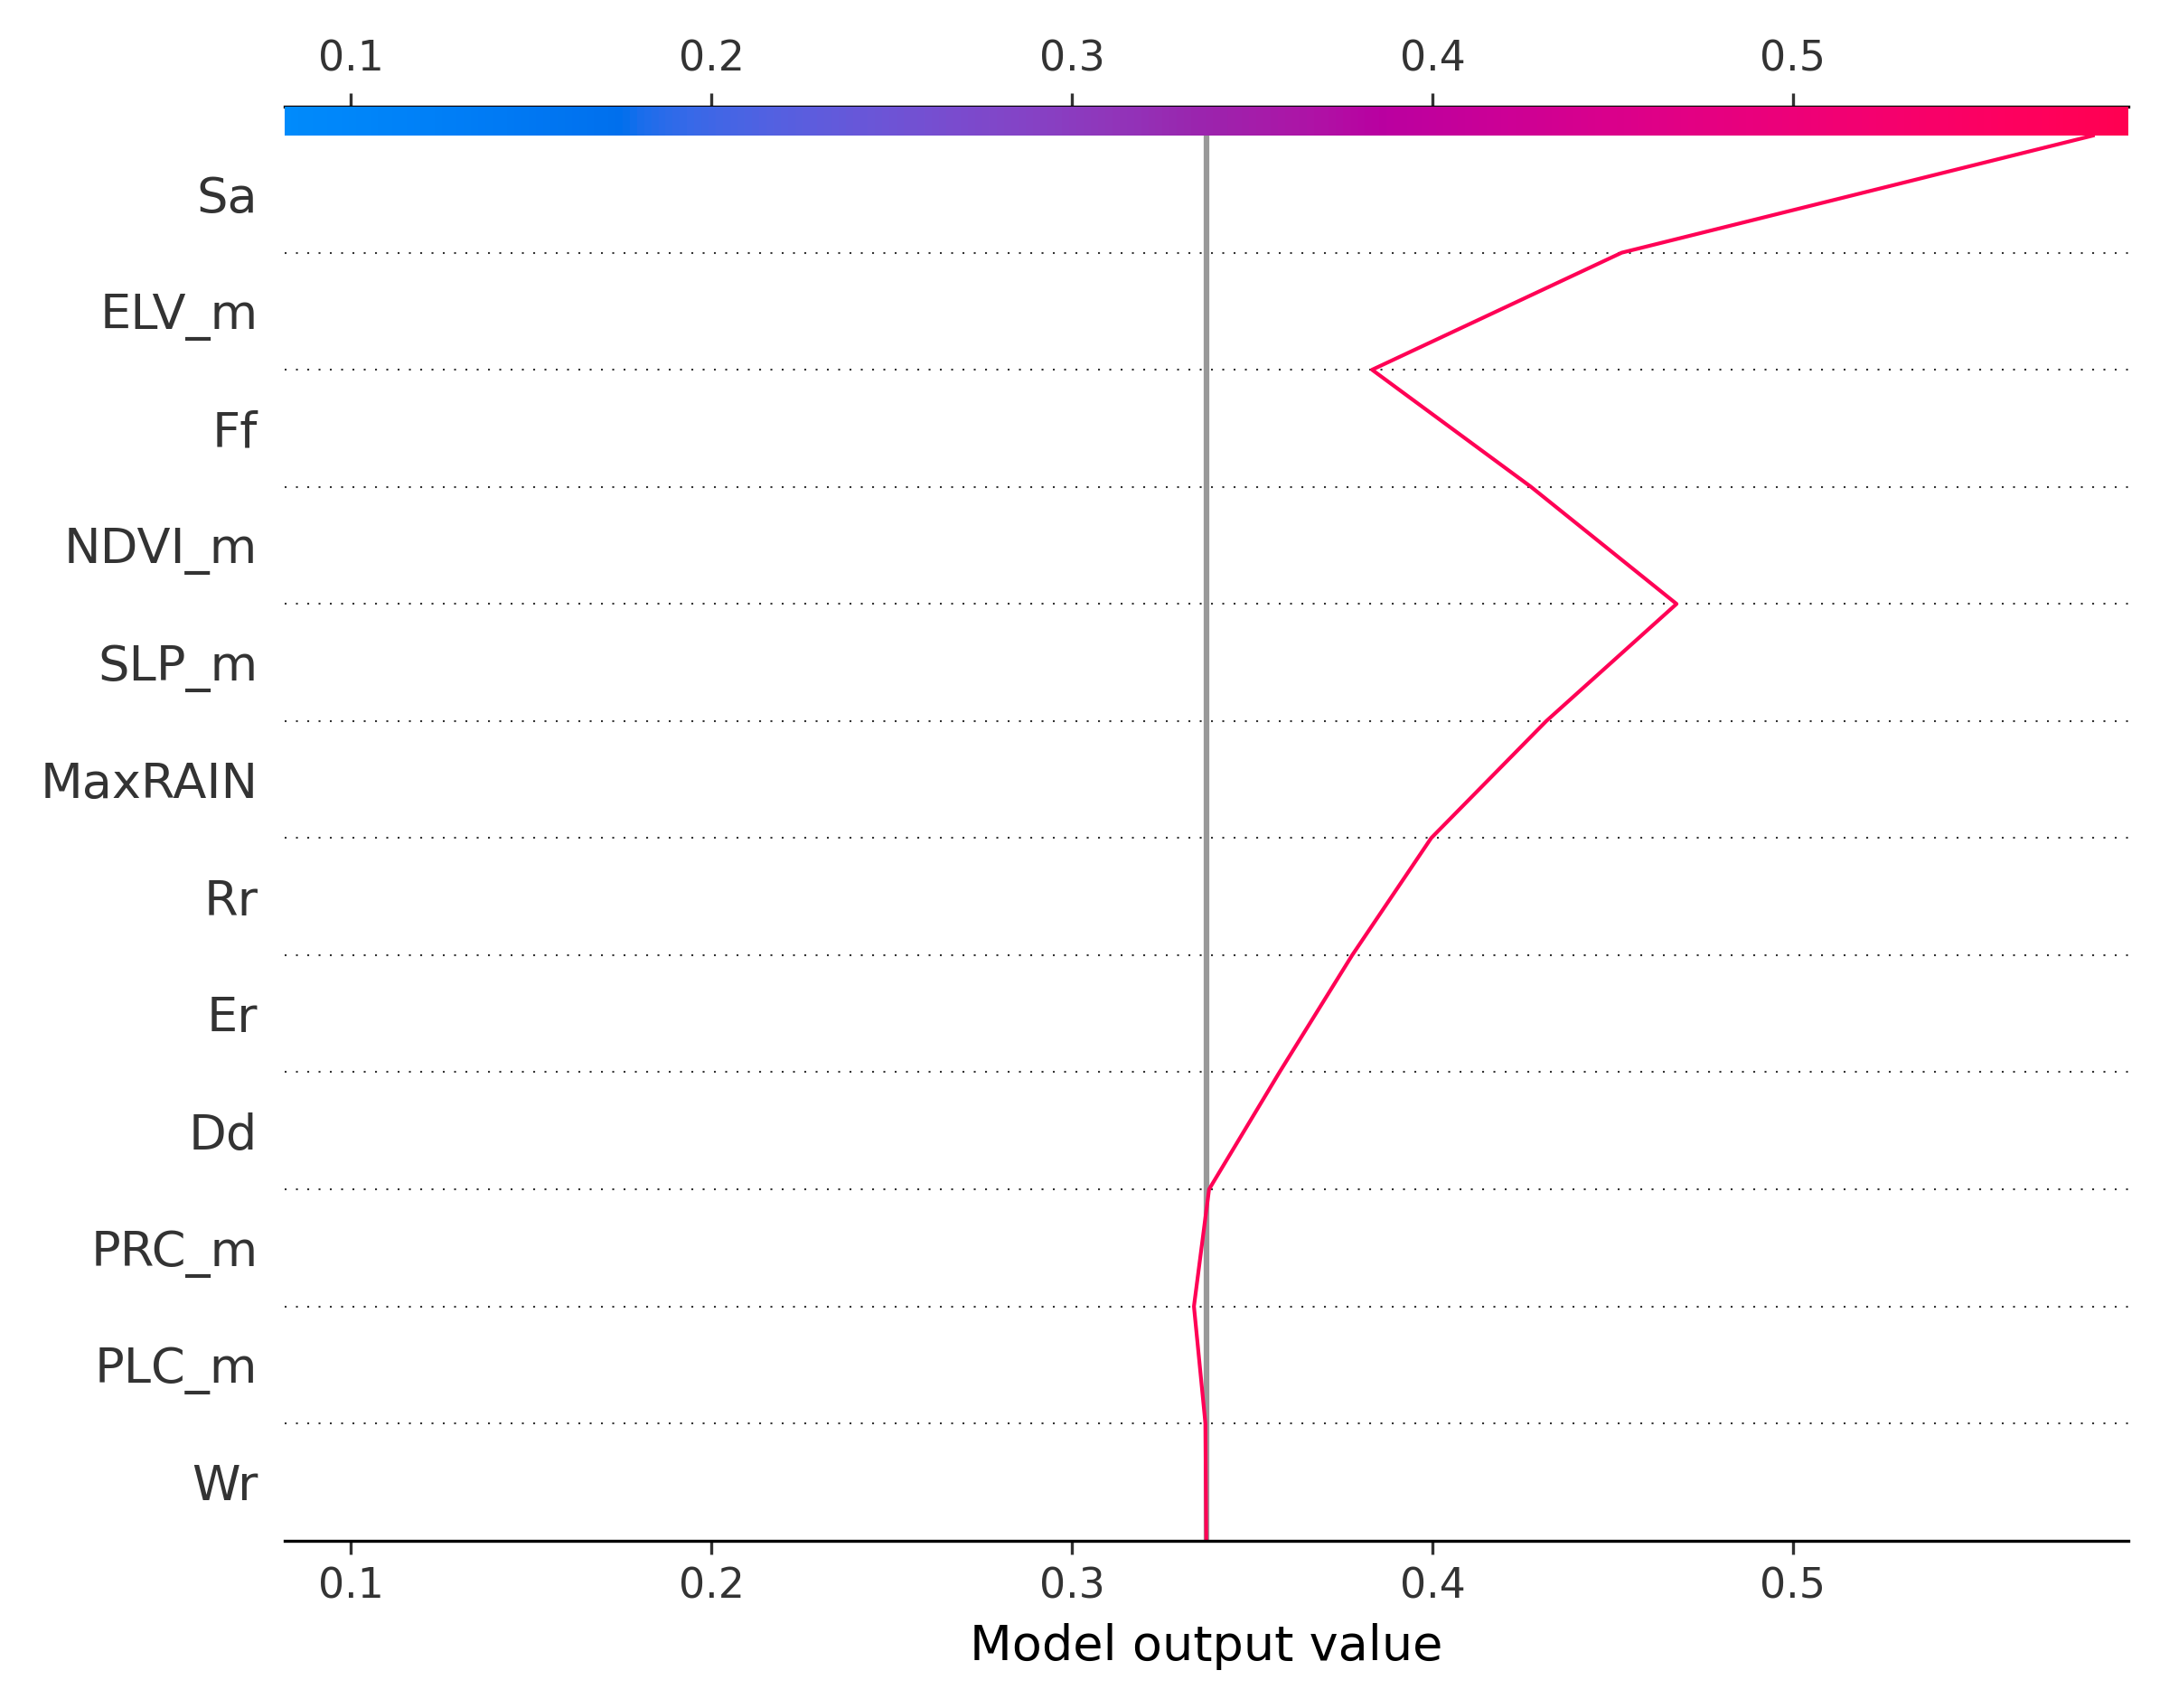 0.1 0.2 0.3 0.4 0.5
Sa
ELV_m
Ff
NDVI_m
SLP_m
MaxRAIN
Rr
Er
Dd
PRC_m
PLC_m
Wr
0.1 0.2 0.3 0.4 0.5
Model output value